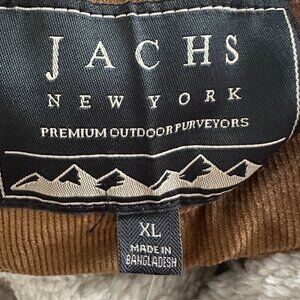 JACHS
NEW YORK
PREMIUM OUTDOOR PURVEYORS
XL
MADE IN
BANGLADESH